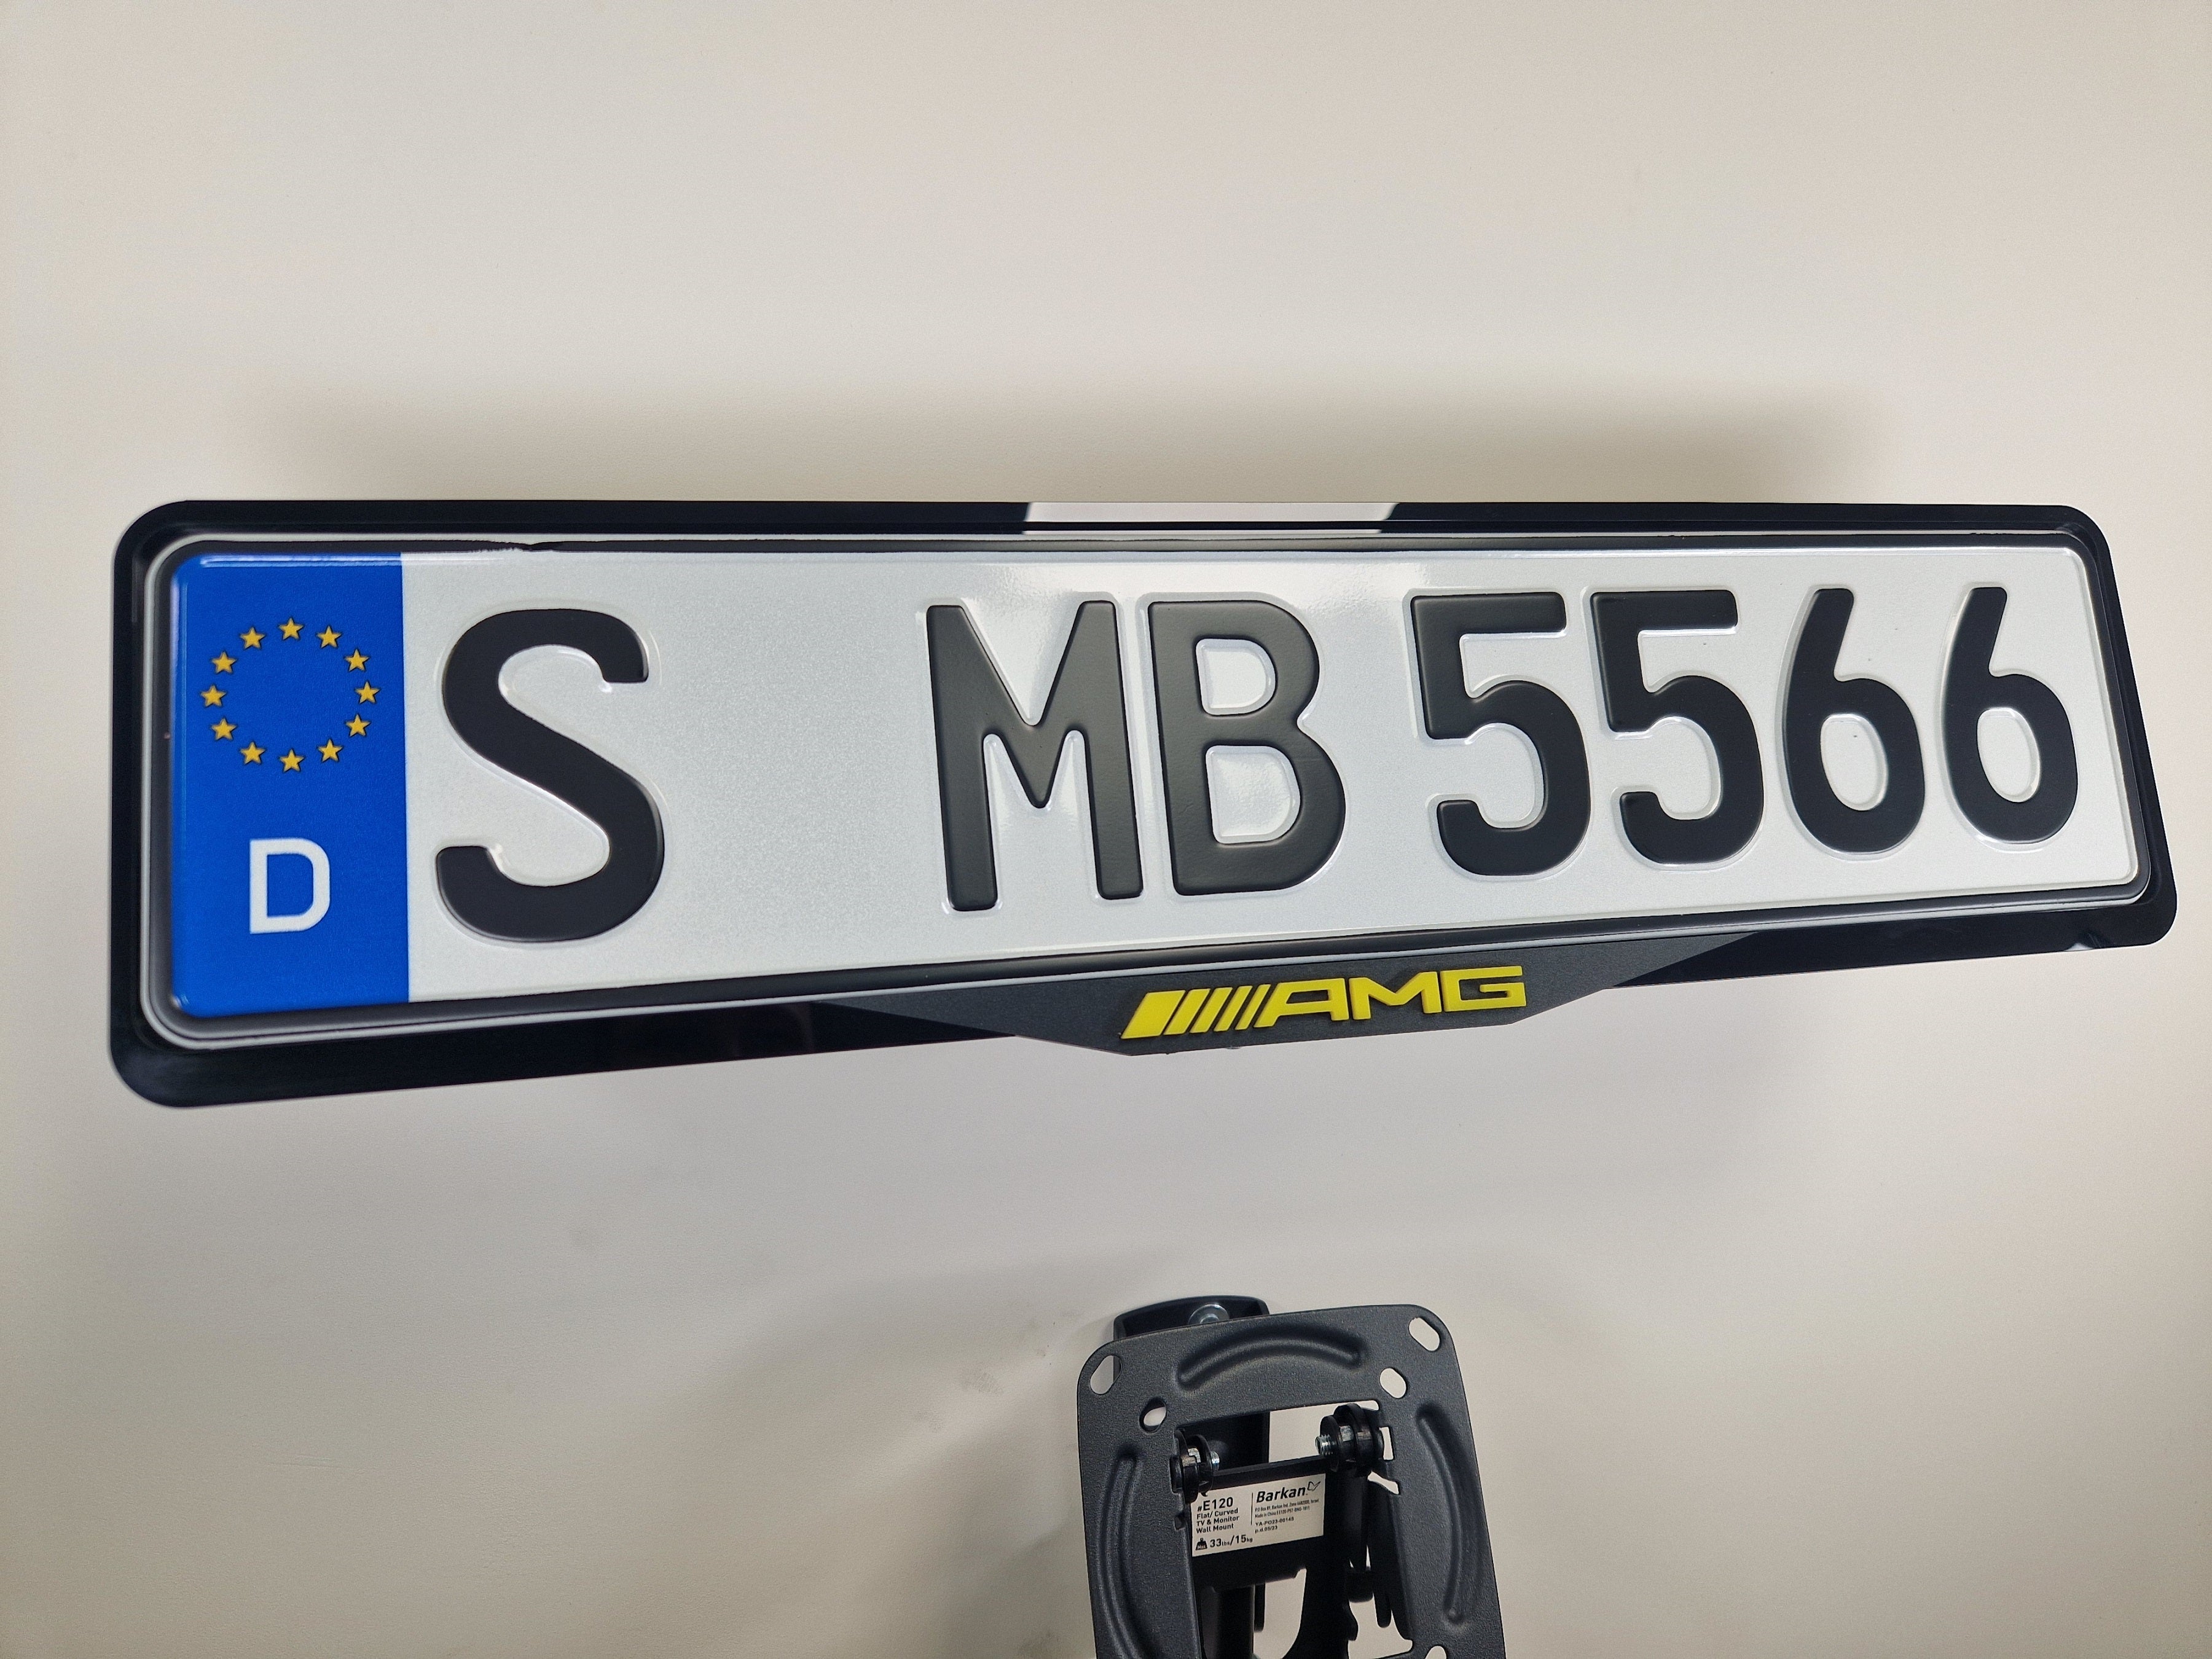 D
S MB 5566
AMG
#E120
Flat/Curved
TV & Monitor
Wall Mount
33lbs/15kg
Barkan